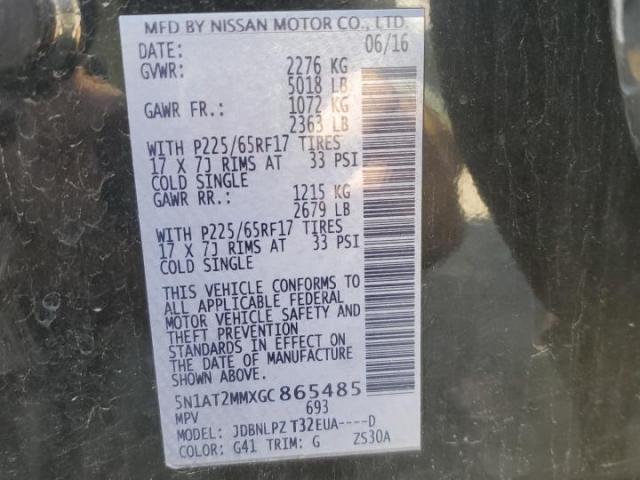 MFD BY NISSAN MOTOR CO., LTD.
DATE: 06/16
GVWR: 2276 KG
5018 LB
GAWR FR.: 1072 KG
2363 LB
WITH P225/65RF17 TIRES
17 X 7J RIMS AT 33 PSI
COLD SINGLE
GAWR RR.: 1215 KG
2679 LB
WITH P225/65RF17 TIRES
17 X 7J RIMS AT 33 PSI
COLD SINGLE
THIS VEHICLE CONFORMS TO
ALL APPLICABLE FEDERAL
MOTOR VEHICLE SAFETY AND
THEFT PREVENTION
STANDARDS IN EFFECT ON
THE DATE OF MANUFACTURE
SHOWN ABOVE.
5N1AT2MMXGC865485
MPV 693
MODEL: JDBNLPZ T32EUA----D
COLOR: G41 TRIM: G ZS30A